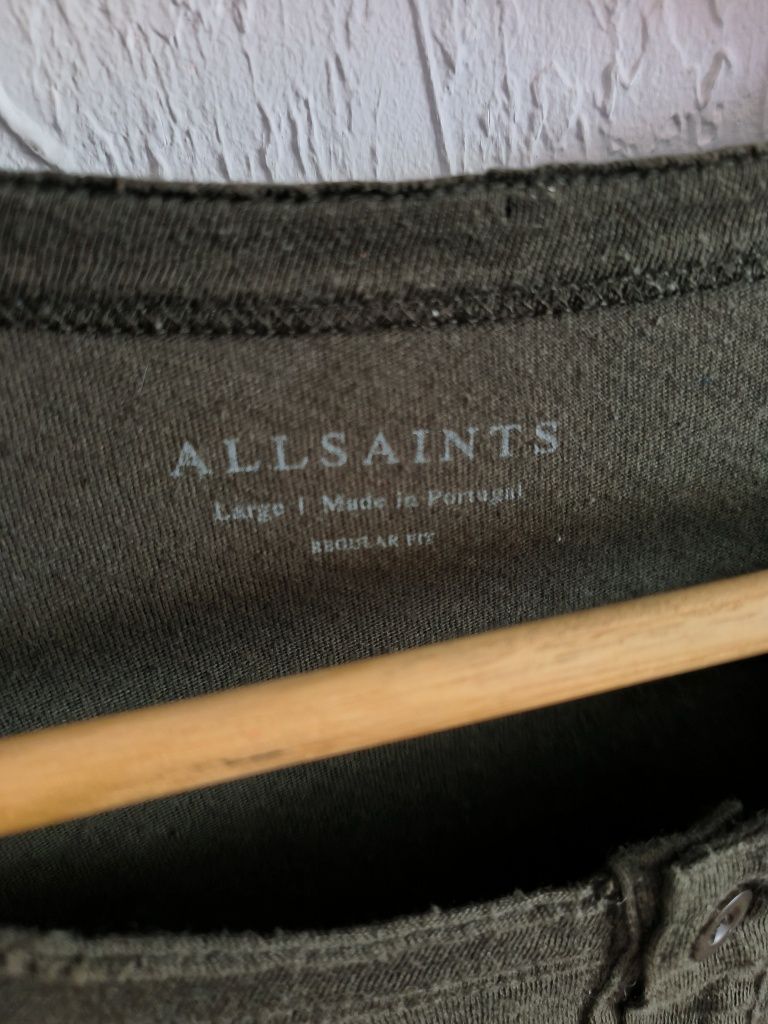 ALLSAINTS
Large | Made in Portugal
REGULAR FIT